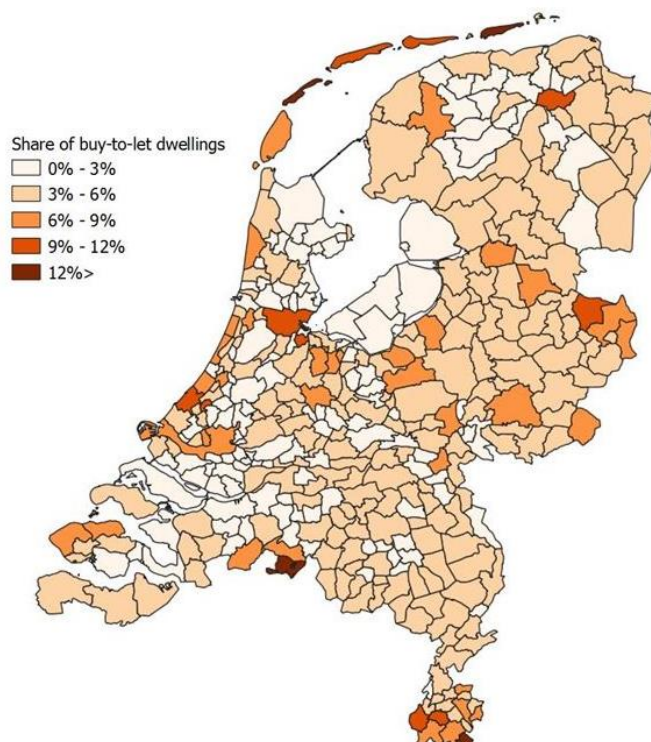 Share of buy-to-let dwellings
0% - 3%
3% - 6%
6% - 9%
9% - 12%
12%>